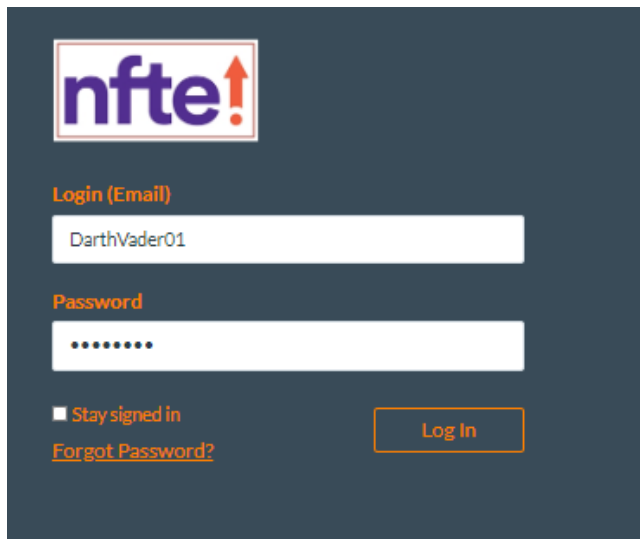 nfte!
Login (Email)
DarthVader01
Password
••••••••
Stay signed in
Log In
Forgot Password?